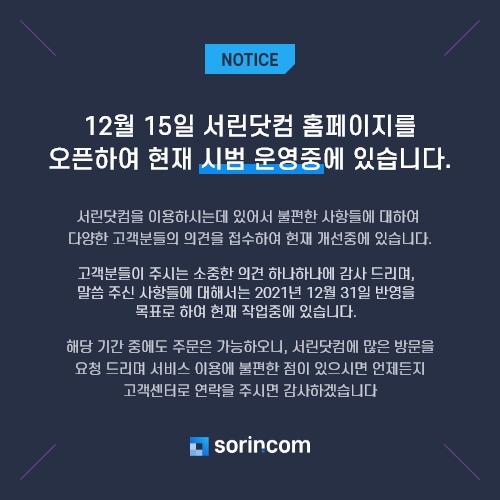 NOTICE
12월 15일 서린닷컴 홈페이지를
오픈하여 현재 시범 운영중에 있습니다.
서린닷컴을 이용하시는데 있어서 불편한 사항들에 대하여
다양한 고객분들의 의견을 접수하여 현재 개선중에 있습니다.
고객분들이 주시는 소중한 의견 하나하나에 감사 드리며,
말씀 주신 사항들에 대해서는 2021년 12월 31일 반영을
목표로 하여 현재 작업중에 있습니다.
해당 기간 중에도 주문은 가능하오니, 서린닷컴에 많은 방문을
요청 드리며 서비스 이용에 불편한 점이 있으시면 언제든지
고객센터로 연락을 주시면 감사하겠습니다
sorin.com